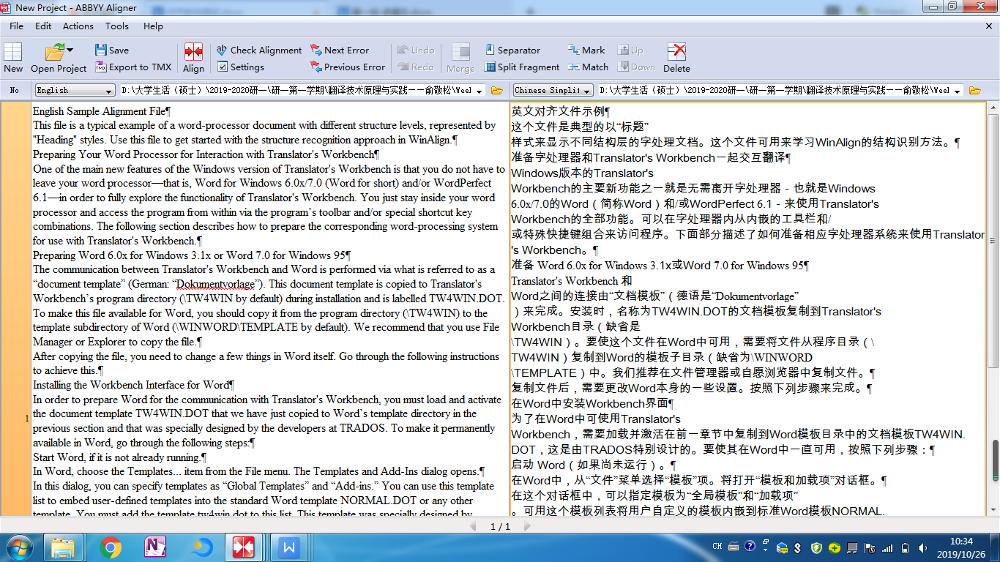 New Project - ABBYY Aligner
File Edit Actions Tools Help
New
Open Project
Save
Export to TMX
Align
Check Alignment
Settings
Next Error
Previous Error
Undo
Redo
Merge
Separator
Split Fragment
Mark
Match
Up
Down
Delete
No
English
D:\大学生活（硕士）\2019-2020研一\研一第一学期\翻译技术原理与实践——俞敬松\Weel
Chinese Simplif
D:\大学生活（硕士）\2019-2020研一\研一第一学期\翻译技术原理与实践——俞敬松\Weel
1
English Sample Alignment File¶
This file is a typical example of a word-processor document with different structure levels, represented by
"Heading" styles. Use this file to get started with the structure recognition approach in WinAlign.¶
Preparing Your Word Processor for Interaction with Translator's Workbench¶
One of the main new features of the Windows version of Translator's Workbench is that you do not have to
leave your word processor—that is, Word for Windows 6.0x/7.0 (Word for short) and/or WordPerfect
6.1—in order to fully explore the functionality of Translator's Workbench. You just stay inside your word
processor and access the program from within via the program’s toolbar and/or special shortcut key
combinations. The following section describes how to prepare the corresponding word-processing system
for use with Translator's Workbench.¶
Preparing Word 6.0x for Windows 3.1x or Word 7.0 for Windows 95¶
The communication between Translator's Workbench and Word is performed via what is referred to as a
“document template” (German: “Dokumentvorlage”). This document template is copied to Translator's
Workbench’s program directory (\TW4WIN by default) during installation and is labelled TW4WIN.DOT.
To make this file available for Word, you should copy it from the program directory (\TW4WIN) to the
template subdirectory of Word (\WINWORD\TEMPLATE by default). We recommend that you use File
Manager or Explorer to copy the file.¶
After copying the file, you need to change a few things in Word itself. Go through the following instructions
to achieve this.¶
Installing the Workbench Interface for Word¶
In order to prepare Word for the communication with Translator's Workbench, you must load and activate
the document template TW4WIN.DOT that we have just copied to Word’s template directory in the
previous section and that was specially designed by the developers at TRADOS. To make it permanently
available in Word, go through the following steps:¶
Start Word, if it is not already running.¶
In Word, choose the Templates... item from the File menu. The Templates and Add-Ins dialog opens.¶
In this dialog, you can specify templates as “Global Templates” and “Add-ins.” You can use this template
list to embed user-defined templates into the standard Word template NORMAL.DOT or any other
template. You must add the template tw4win.dot to this list. This template was specially designed by
英文对齐文件示例¶
这个文件是典型的以“标题”
样式来显示不同结构层的字处理文档。这个文件可用来学习WinAlign的结构识别方法。¶
准备字处理器和Translator's Workbench一起交互翻译¶
Windows版本的Translator's
Workbench的主要新功能之一就是无需离开字处理器－也就是Windows
6.0x/7.0的Word（简称Word）和/或WordPerfect 6.1－来使用Translator's
Workbench的全部功能。可以在字处理器内从内嵌的工具栏和/
或特殊快捷键组合来访问程序。下面部分描述了如何准备相应字处理器系统来使用Translator
's Workbench。¶
准备 Word 6.0x for Windows 3.1x或Word 7.0 for Windows 95¶
Translator's Workbench 和
Word之间的连接由“文档模板”（德语是“Dokumentvorlage”
）来完成。安装时，名称为TW4WIN.DOT的文档模板复制到Translator's
Workbench目录（缺省是
\TW4WIN）。要使这个文件在Word中可用，需要将文件从程序目录（\
TW4WIN）复制到Word的模板子目录（缺省为\WINWORD
\TEMPLATE）中。我们推荐在文件管理器或自愿浏览器中复制文件。¶
复制文件后，需要更改Word本身的一些设置。按照下列步骤来完成。¶
在Word中安装Workbench界面¶
为了在Word中可使用Translator's
Workbench，需要加载并激活在前一章节中复制到Word模板目录中的文档模板TW4WIN.
DOT，这是由TRADOS特别设计的。要使其在Word中一直可用，按照下列步骤：¶
启动 Word（如果尚未运行）。¶
在Word中，从“文件”菜单选择“模板”项。将打开“模板和加载项”对话框。¶
在这个对话框中，可以指定模板为“全局模板”和“加载项”
。可用这个模板列表将用户自定义的模板内嵌到标准Word模板NORMAL.
1 / 1
CH
10:34
2019/10/26